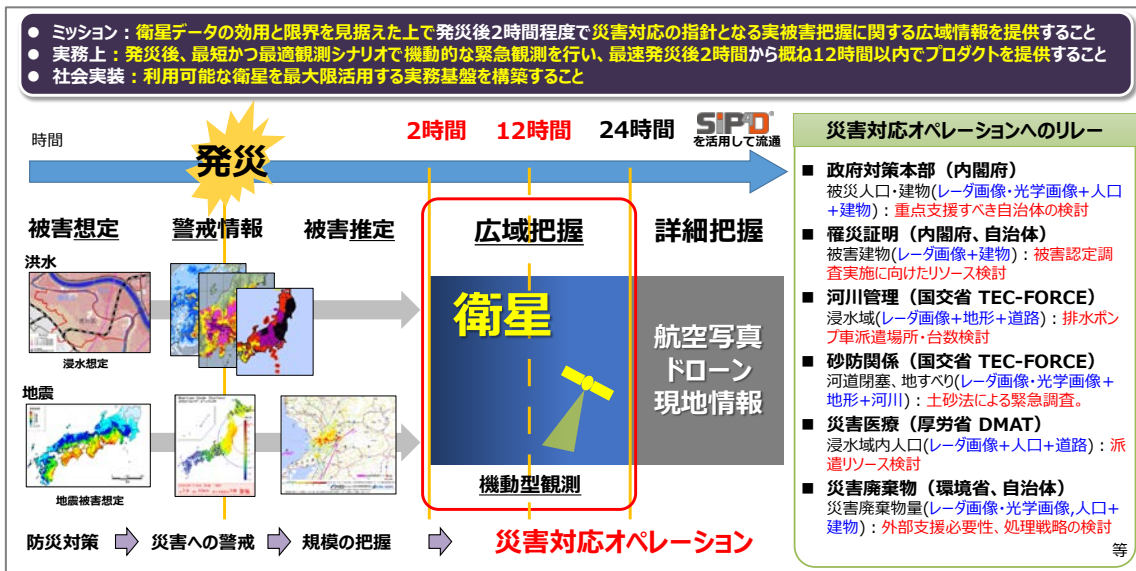 ● ミッション：衛星データの効用と限界を見据えた上で発災後2時間程度で災害対応の指針となる実被害把握に関する広域情報を提供すること
● 実務上：発災後、最短かつ最適観測シナリオで機動的な緊急観測を行い、最速発災後2時間から概ね12時間以内でプロダクトを提供すること
● 社会実装：利用可能な衛星を最大限活用する実務基盤を構築すること
時間
発災
2時間
12時間
24時間
SIP4D
を活用して流通
被害想定
警戒情報
被害推定
広域把握
詳細把握
洪水
浸水想定
地震
地震被害想定
衛星
機動型観測
航空写真
ドローン
現地情報
防災対策
災害への警戒
規模の把握
災害対応オペレーション
災害対応オペレーションへのリレー
■ 政府対策本部（内閣府）
被災人口・建物(レーダ画像・光学画像+人口
+建物)：重点支援すべき自治体の検討
■ 罹災証明（内閣府、自治体）
被害建物(レーダ画像+建物)：被害認定調
査実施に向けたリソース検討
■ 河川管理（国交省 TEC-FORCE）
浸水域(レーダ画像+地形+道路)：排水ポン
プ車派遣場所・台数検討
■ 砂防関係（国交省 TEC-FORCE）
河道閉塞、地すべり(レーダ画像・光学画像+
地形+河川)：土砂法による緊急調査。
■ 災害医療（厚労省 DMAT）
浸水域内人口(レーダ画像+人口+道路)：派
遣リソース検討
■ 災害廃棄物（環境省、自治体）
災害廃棄物量(レーダ画像・光学画像,人口+
建物)：外部支援必要性、処理戦略の検討
等